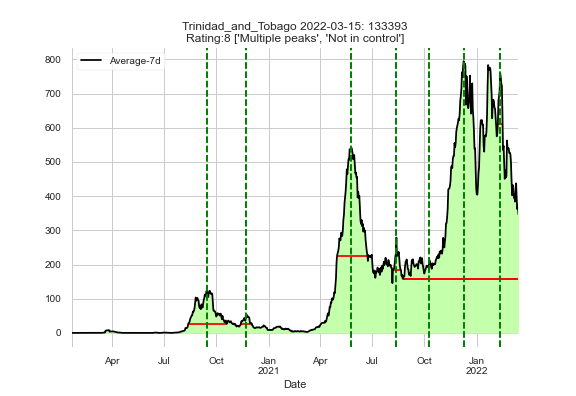 Trinidad_and_Tobago 2022-03-15: 133393
Rating:8 ['Multiple peaks', 'Not in control']
Average-7d
800
700
600
500
400
300
200
100
0
Apr Jul Oct Jan Apr Jul Oct Jan
2021 2022
Date